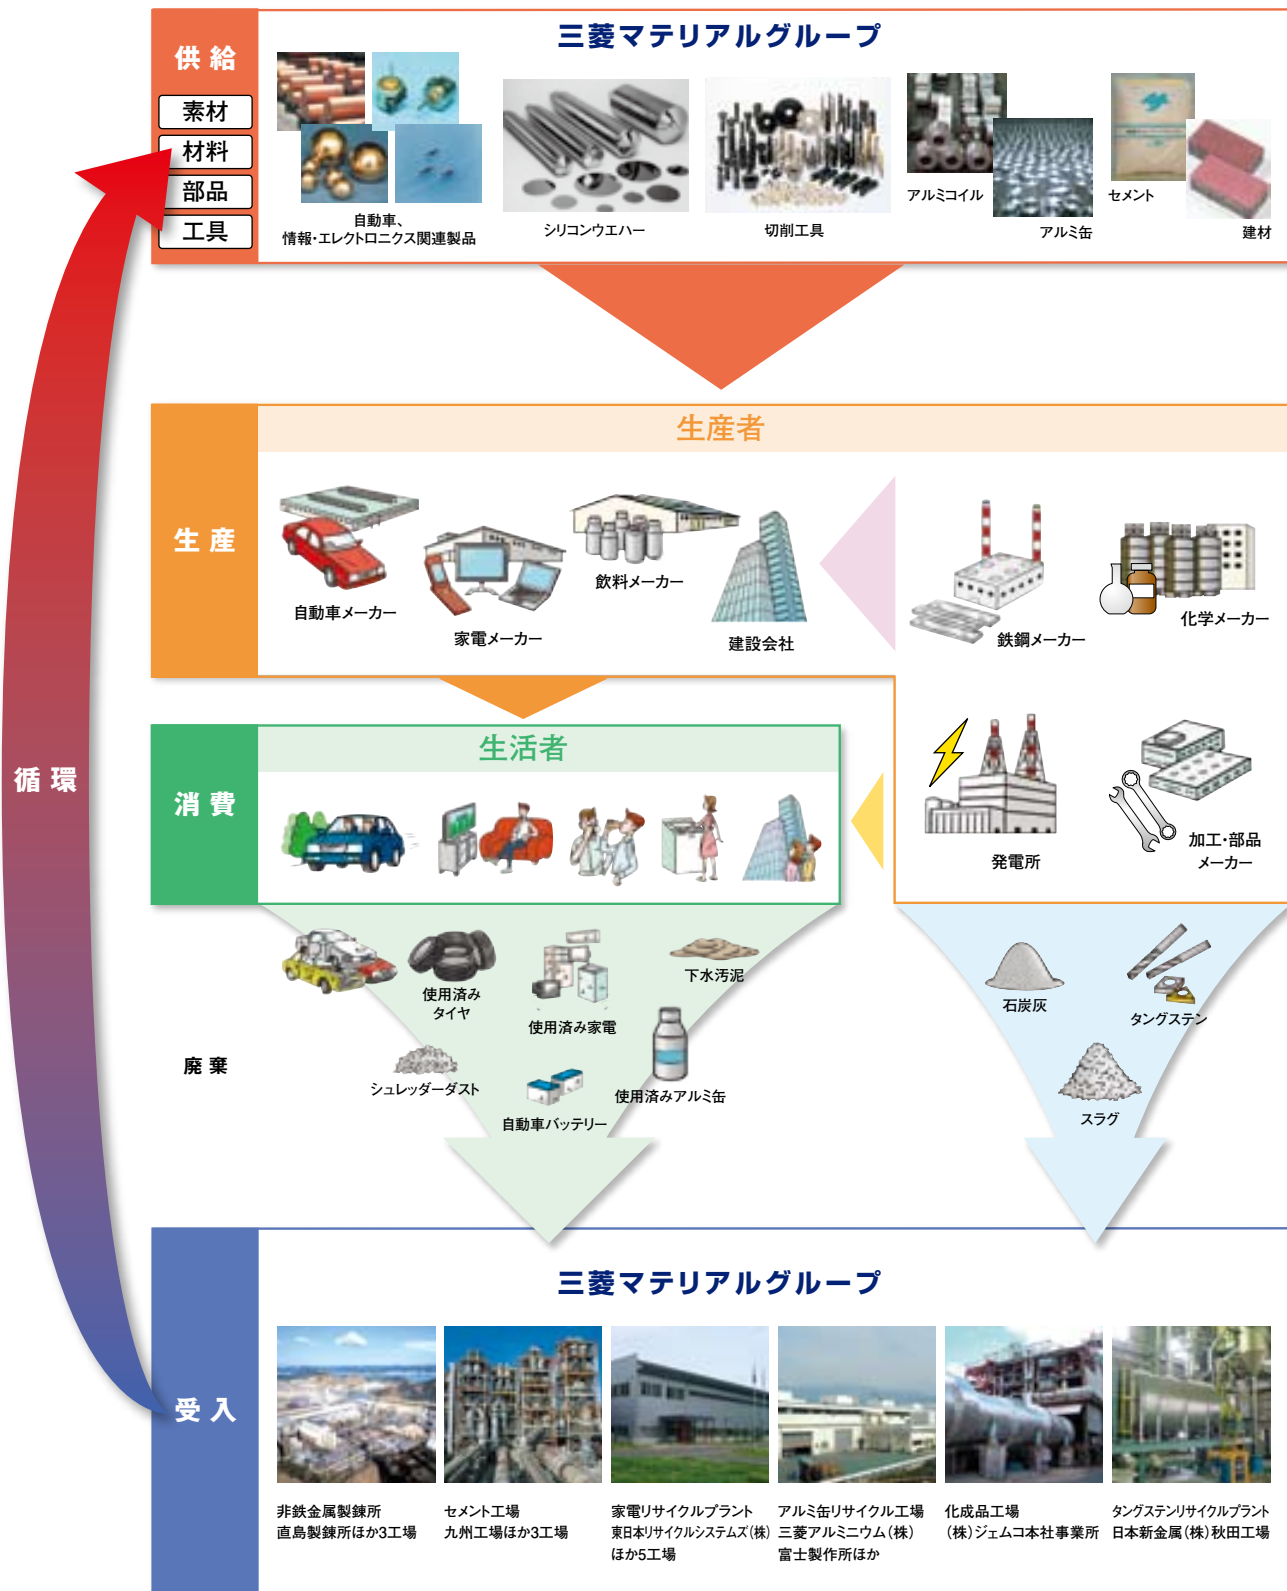 供給
素材
材料
部品
工具
三菱マテリアルグループ
自動車、
情報・エレクトロニクス関連製品
シリコンウエハー
切削工具
アルミコイル
アルミ缶
セメント
建材
循環
生産
生産者
自動車メーカー
家電メーカー
飲料メーカー
建設会社
鉄鋼メーカー
化学メーカー
発電所
加工・部品
メーカー
消費
生活者
廃棄
使用済み
タイヤ
使用済み家電
下水汚泥
シュレッダーダスト
自動車バッテリー
使用済みアルミ缶
石炭灰
タングステン
スラグ
受入
三菱マテリアルグループ
非鉄金属製錬所
直島製錬所ほか3工場
セメント工場
九州工場ほか3工場
家電リサイクルプラント
東日本リサイクルシステムズ（株）
ほか5工場
アルミ缶リサイクル工場
三菱アルミニウム（株）
富士製作所ほか
化成品工場
（株）ジェムコ本社事業所
タングステンリサイクルプラント
日本新金属（株）秋田工場